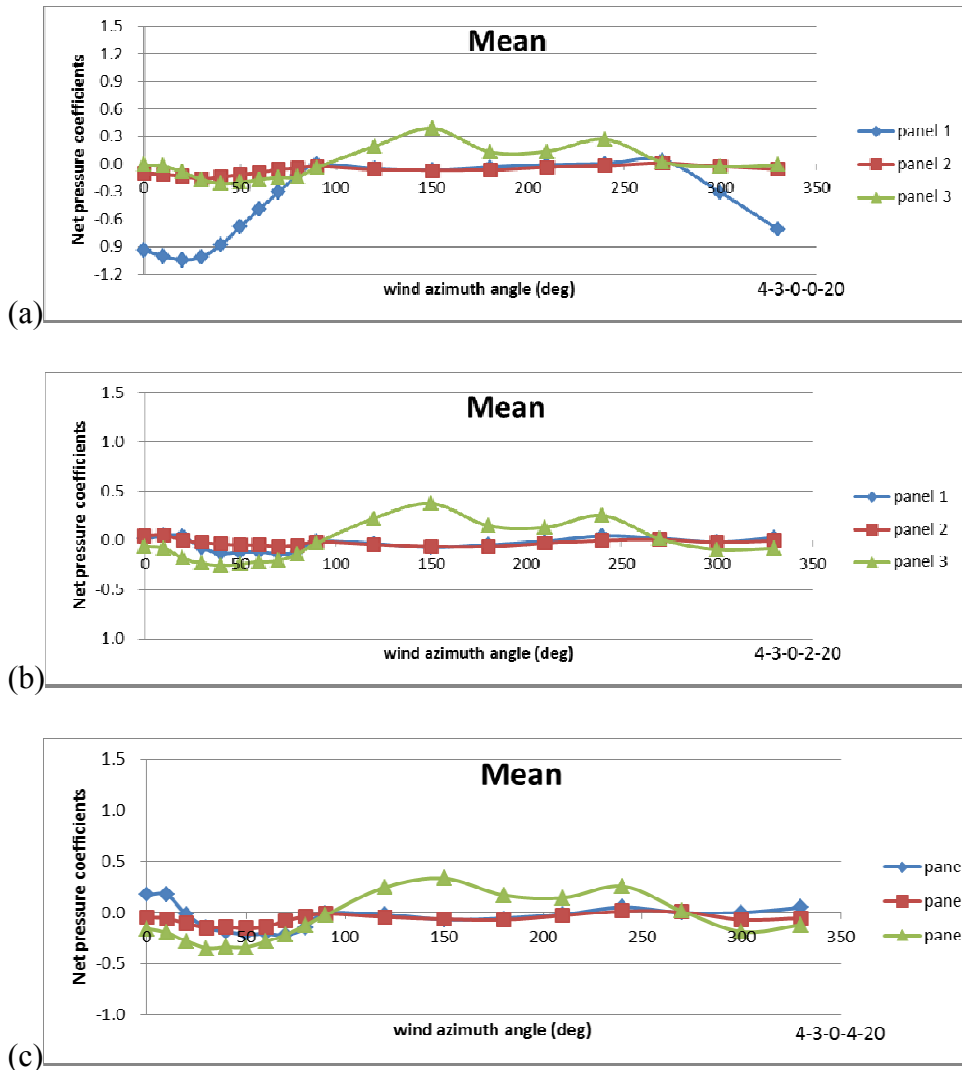 Mean
1.5
1.2
0.9
0.6
0.3
0.0
-0.3
-0.6
0.9
-1.2
Net pressure coefficients
0 50 100 150 200 250 300 350
wind azimuth angle (deg)
4-3-0-0-20
panel 1
panel 2
panel 3
(a)
Mean
1.5
1.0
0.5
0.0
-0.5
1.0
Net pressure coefficients
0 50 100 150 200 250 300 350
wind azimuth angle (deg)
4-3-0-2-20
panel 1
panel 2
panel 3
(b)
Mean
1.5
1.0
0.5
0.0
-0.5
-1.0
Net pressure coefficients
0 50 100 150 200 250 300 350
wind azimuth angle (deg)
4-3-0-4-20
pane
pane
pane
(c)